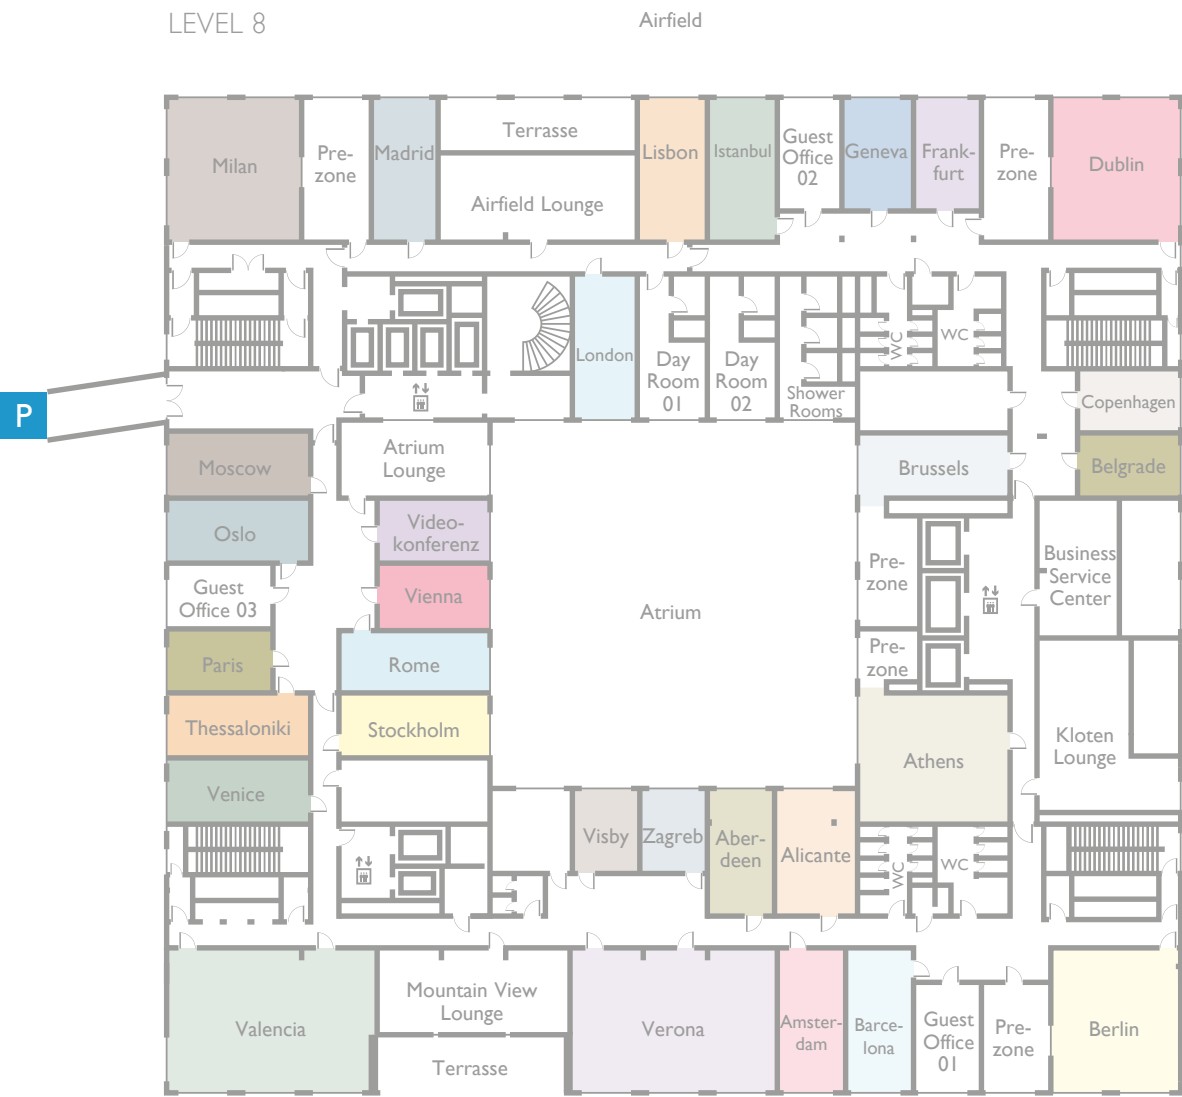 LEVEL 8
Airfield
Milan
Pre-
zone
Madrid
Terrasse
Airfield Lounge
Lisbon
Istanbul
Guest
Office
02
Geneva
Frank-
furt
Pre-
zone
Dublin
London
Day
Room
01
Day
Room
02
Shower
Rooms
WC
WC
Copenhagen
P
Moscow
Atrium
Lounge
Brussels
Belgrade
Oslo
Video-
konferenz
Pre-
zone
Business
Service
Center
Guest
Office 03
Vienna
Atrium
Paris
Rome
Pre-
zone
Thessaloniki
Stockholm
Athens
Kloten
Lounge
Venice
Visby
Zagreb
Aber-
deen
Alicante
WC
WC
Valencia
Mountain View
Lounge
Terrasse
Verona
Amster-
dam
Barce-
lona
Guest
Office
01
Pre-
zone
Berlin